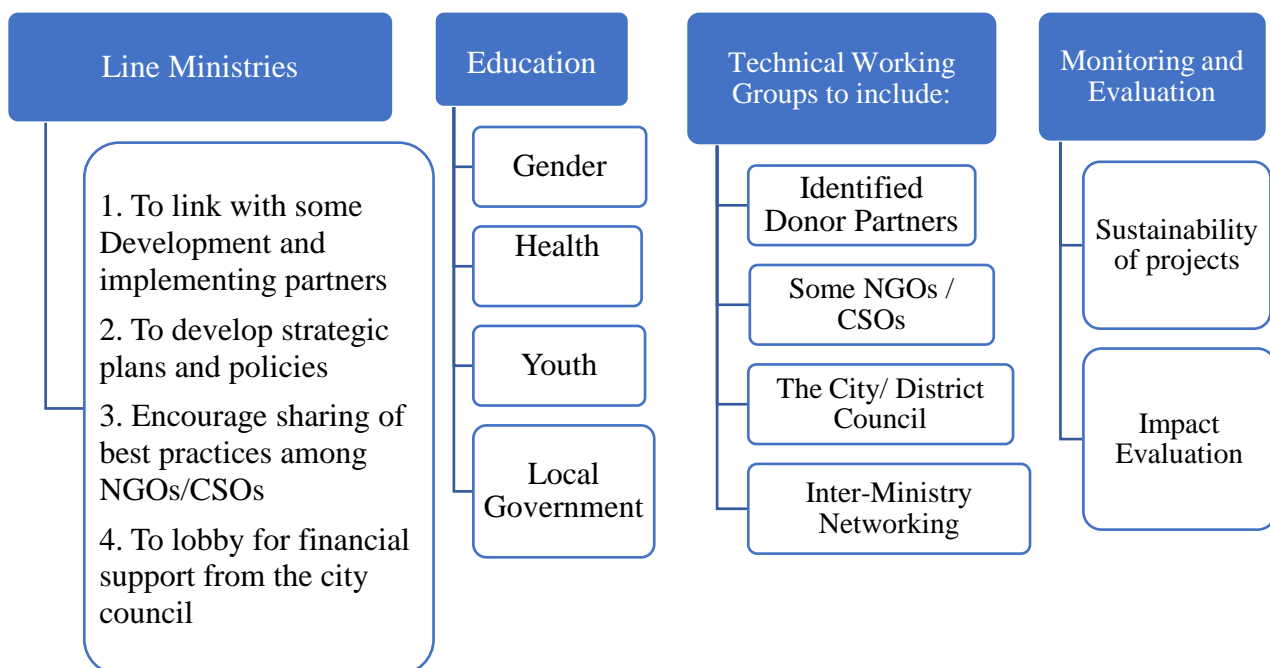 Line Ministries
1. To link with some
Development and
implementing partners
2. To develop strategic
plans and policies
3. Encourage sharing of
best practices among
NGOs/CSOs
4. To lobby for financial
support from the city
council
Education
Gender
Health
Youth
Local
Government
Technical Working
Groups to include:
Identified
Donor Partners
Some NGOs /
CSOs
The City/ District
Council
Inter-Ministry
Networking
Monitoring and
Evaluation
Sustainability
of projects
Impact
Evaluation